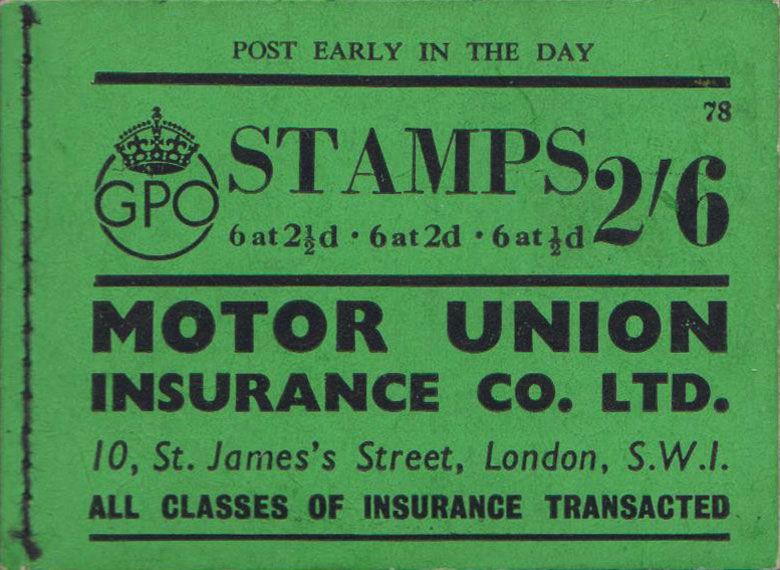 POST EARLY IN THE DAY
78
GPO
STAMPS 2/6
6 at 2½d · 6 at 2d · 6 at ½d
MOTOR UNION
INSURANCE CO. LTD.
10, St. James's Street, London, S.W.1.
ALL CLASSES OF INSURANCE TRANSACTED